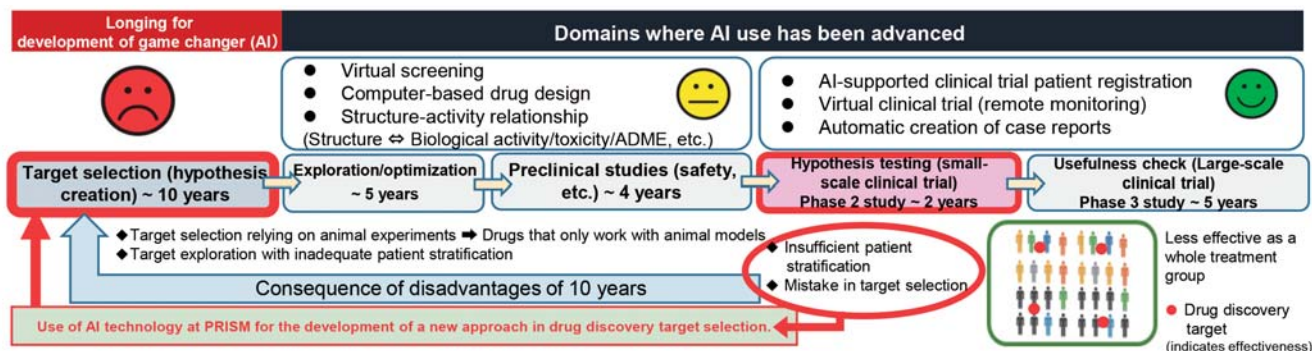 Longing for
development of game changer (AI)
Domains where AI use has been advanced
● Virtual screening
● Computer-based drug design
● Structure-activity relationship
(Structure ⇔ Biological activity/toxicity/ADME, etc.)
● AI-supported clinical trial patient registration
● Virtual clinical trial (remote monitoring)
● Automatic creation of case reports
Target selection (hypothesis
creation) ~ 10 years
Exploration/optimization
~ 5 years
Preclinical studies (safety,
etc.) ~ 4 years
Hypothesis testing (small-
scale clinical trial)
Phase 2 study ~ 2 years
Usefulness check (Large-scale
clinical trial)
Phase 3 study ~ 5 years
◆ Target selection relying on animal experiments ➡ Drugs that only work with animal models
◆ Target exploration with inadequate patient stratification
Consequence of disadvantages of 10 years
◆ Insufficient patient
stratification
◆ Mistake in target selection
Use of AI technology at PRISM for the development of a new approach in drug discovery target selection.
Less effective as a
whole treatment
group
● Drug discovery
target
(indicates effectiveness)